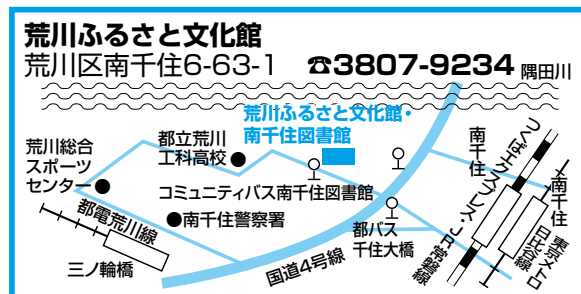 荒川ふるさと文化館
荒川区南千住6-63-1 ☎3807-9234
隅田川
荒川ふるさと文化館・
南千住図書館
都立荒川
工科高校
荒川総合
スポーツ
センター
コミュニティバス南千住図書館
都電荒川線
南千住警察署
三ノ輪橋
国道4号線
都バス
千住大橋
南千住
つくばエクスプレス・JR常磐線
南千住
東京メトロ
日比谷線